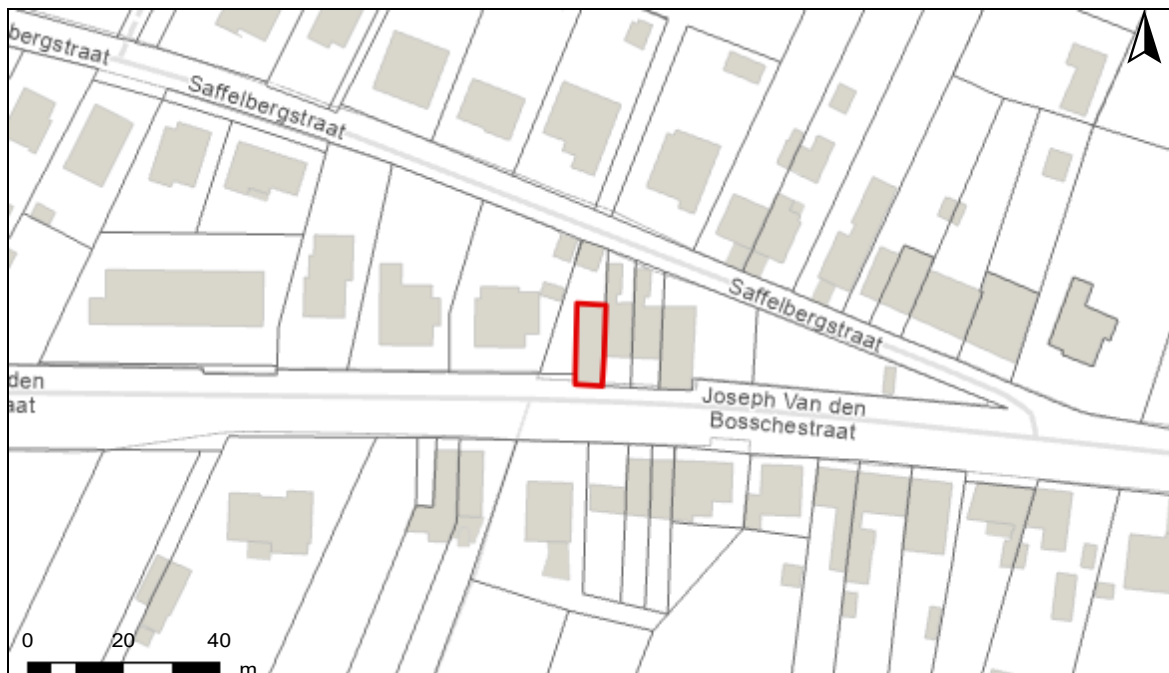 bergstraat
Saffelbergstraat
Saffelbergstraat
den
aat
Joseph Van den
Bosschestraat
0 20 40
m